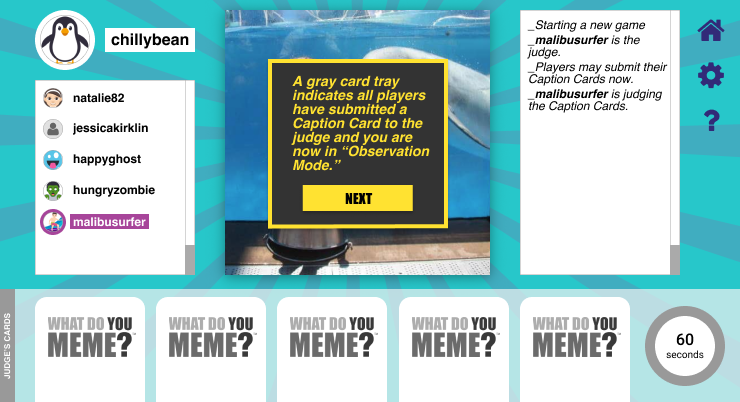 chillybean
natalie82
jessicakirklin
happyghost
hungryzombie
malibusurfer
A gray card tray
indicates all players
have submitted a
Caption Card to the
judge and you are
now in “Observation
Mode.”
NEXT
_Starting a new game
_malibusurfer is the
judge.
_Players may submit their
Caption Cards now.
_malibusurfer is judging
the Caption Cards.
?
JUDGE'S CARDS
WHAT DO YOU
MEME?™
WHAT DO YOU
MEME?™
WHAT DO YOU
MEME?™
WHAT DO YOU
MEME?™
WHAT DO YOU
MEME?™
60
seconds